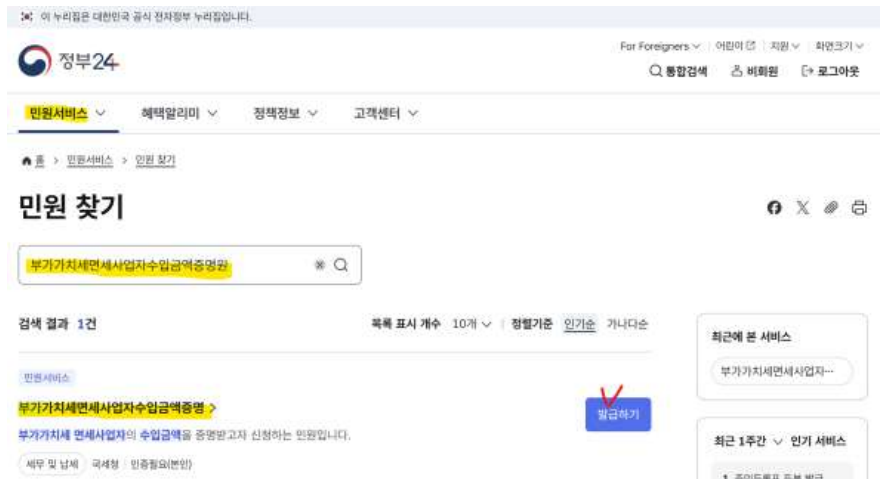 이 누리집은 대한민국 공식 전자정부 누리집입니다.
For Foreigners 어린이 지원 화면크기
정부24
통합검색 비회원 로그아웃
민원서비스 혜택알리미 정책정보 고객센터
홈 > 민원서비스 > 민원 찾기
민원 찾기
부가가치세면세사업자수입금액증명원
검색 결과 1건 목록 표시 개수 10개 정렬기준 인기순 가나다순
최근에 본 서비스
부가가치세면세사업자…
민원서비스
부가가치세면세사업자수입금액증명 >
발급하기
부가가치세 면세사업자의 수입금액을 증명받고자 신청하는 민원입니다.
세무 및 납세 국세청 인증필요(본인)
최근 1주간 인기 서비스